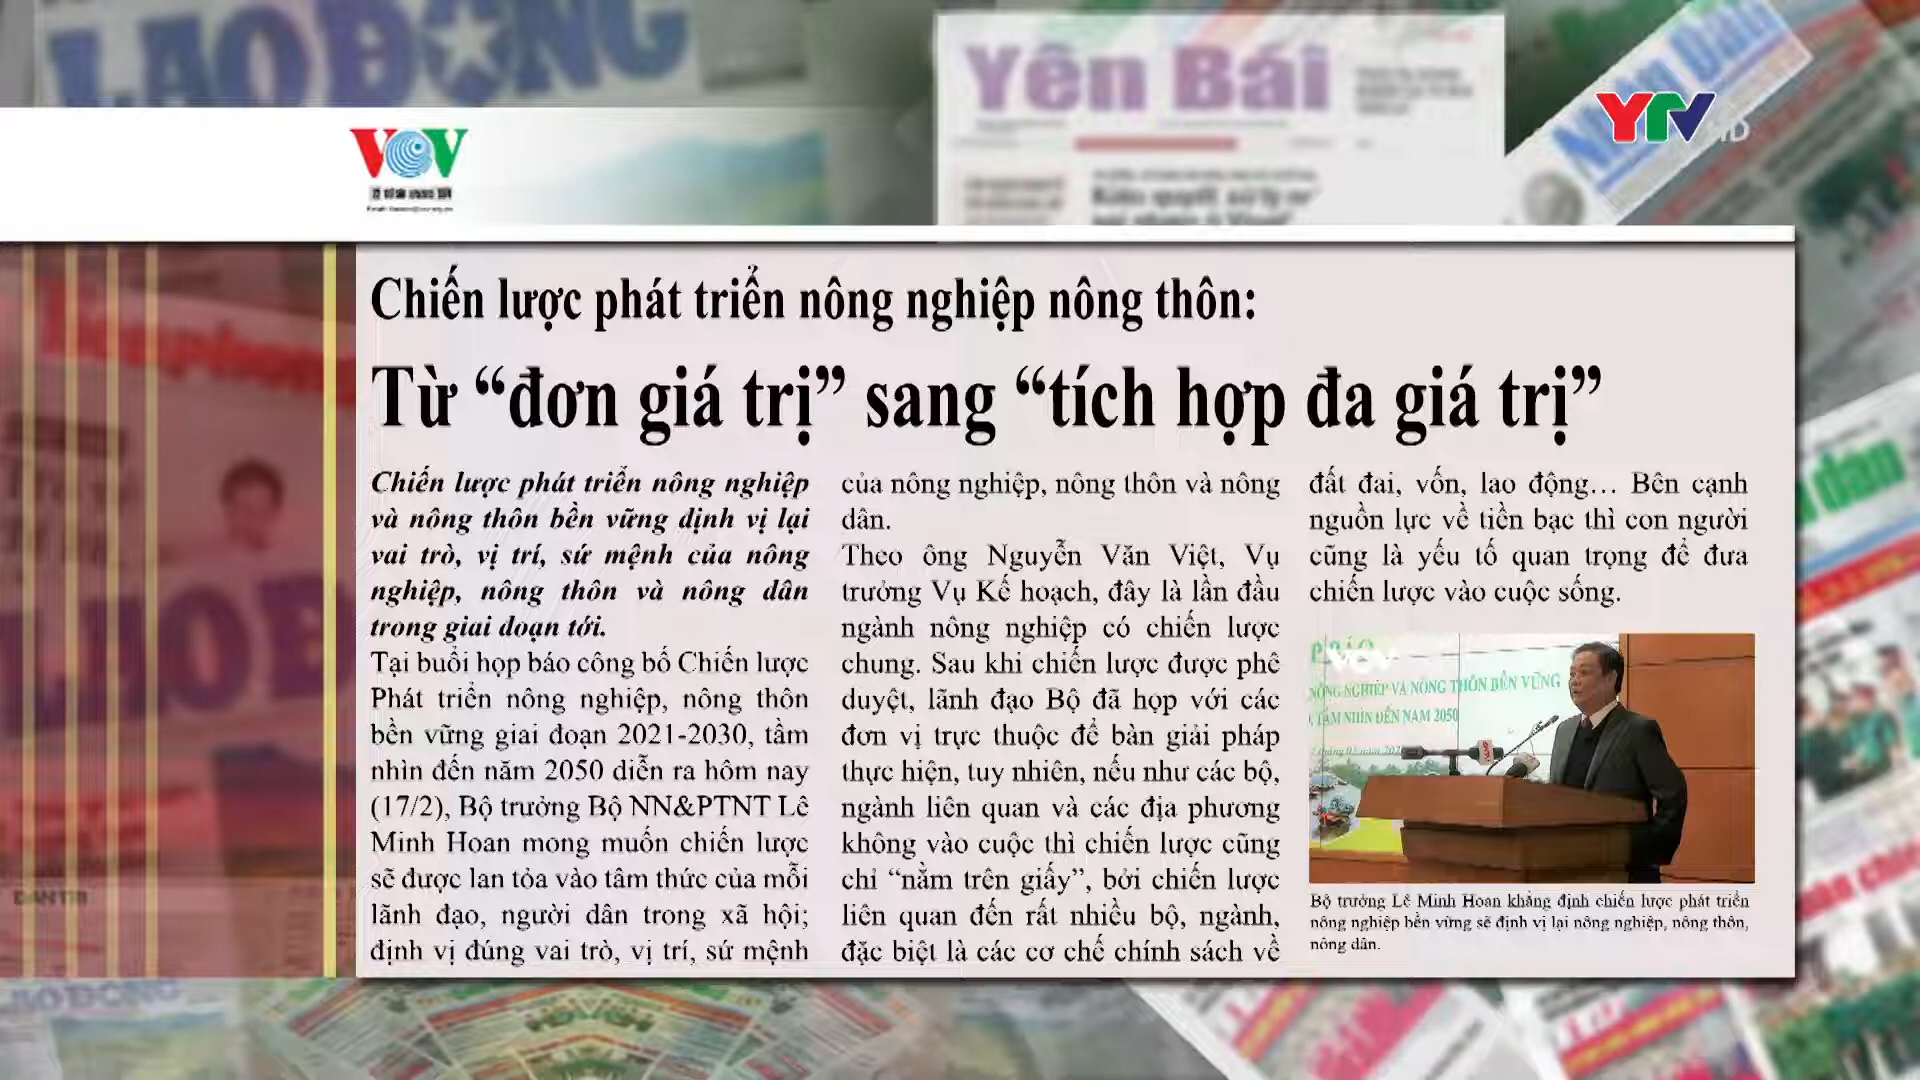 LAO ĐỘNG
Yên Bái
Nhân Dân
YTV HD
VOV
Chiến lược phát triển nông nghiệp nông thôn:
Từ “đơn giá trị” sang “tích hợp đa giá trị”
Chiến lược phát triển nông nghiệp
và nông thôn bền vững định vị lại
vai trò, vị trí, sứ mệnh của nông
nghiệp, nông thôn và nông dân
trong giai đoạn tới.
Tại buổi họp báo công bố Chiến lược
Phát triển nông nghiệp, nông thôn
bền vững giai đoạn 2021-2030, tầm
nhìn đến năm 2050 diễn ra hôm nay
(17/2), Bộ trưởng Bộ NN&PTNT Lê
Minh Hoan mong muốn chiến lược
sẽ được lan tỏa vào tâm thức của mỗi
lãnh đạo, người dân trong xã hội;
định vị đúng vai trò, vị trí, sứ mệnh
của nông nghiệp, nông thôn và nông
dân.
Theo ông Nguyễn Văn Việt, Vụ
trưởng Vụ Kế hoạch, đây là lần đầu
ngành nông nghiệp có chiến lược
chung. Sau khi chiến lược được phê
duyệt, lãnh đạo Bộ đã họp với các
đơn vị trực thuộc để bàn giải pháp
thực hiện, tuy nhiên, nếu như các bộ,
ngành liên quan và các địa phương
không vào cuộc thì chiến lược cũng
chỉ “nằm trên giấy”, bởi chiến lược
liên quan đến rất nhiều bộ, ngành,
đặc biệt là các cơ chế chính sách về
đất đai, vốn, lao động… Bên cạnh
nguồn lực về tiền bạc thì con người
cũng là yếu tố quan trọng để đưa
chiến lược vào cuộc sống.
VOV
NÔNG NGHIỆP VÀ NÔNG THÔN BỀN VỮNG
TẦM NHÌN ĐẾN NĂM 2050
Bộ trưởng Lê Minh Hoan khẳng định chiến lược phát triển
nông nghiệp bền vững sẽ định vị lại nông nghiệp, nông thôn,
nông dân.
LAO ĐỘNG